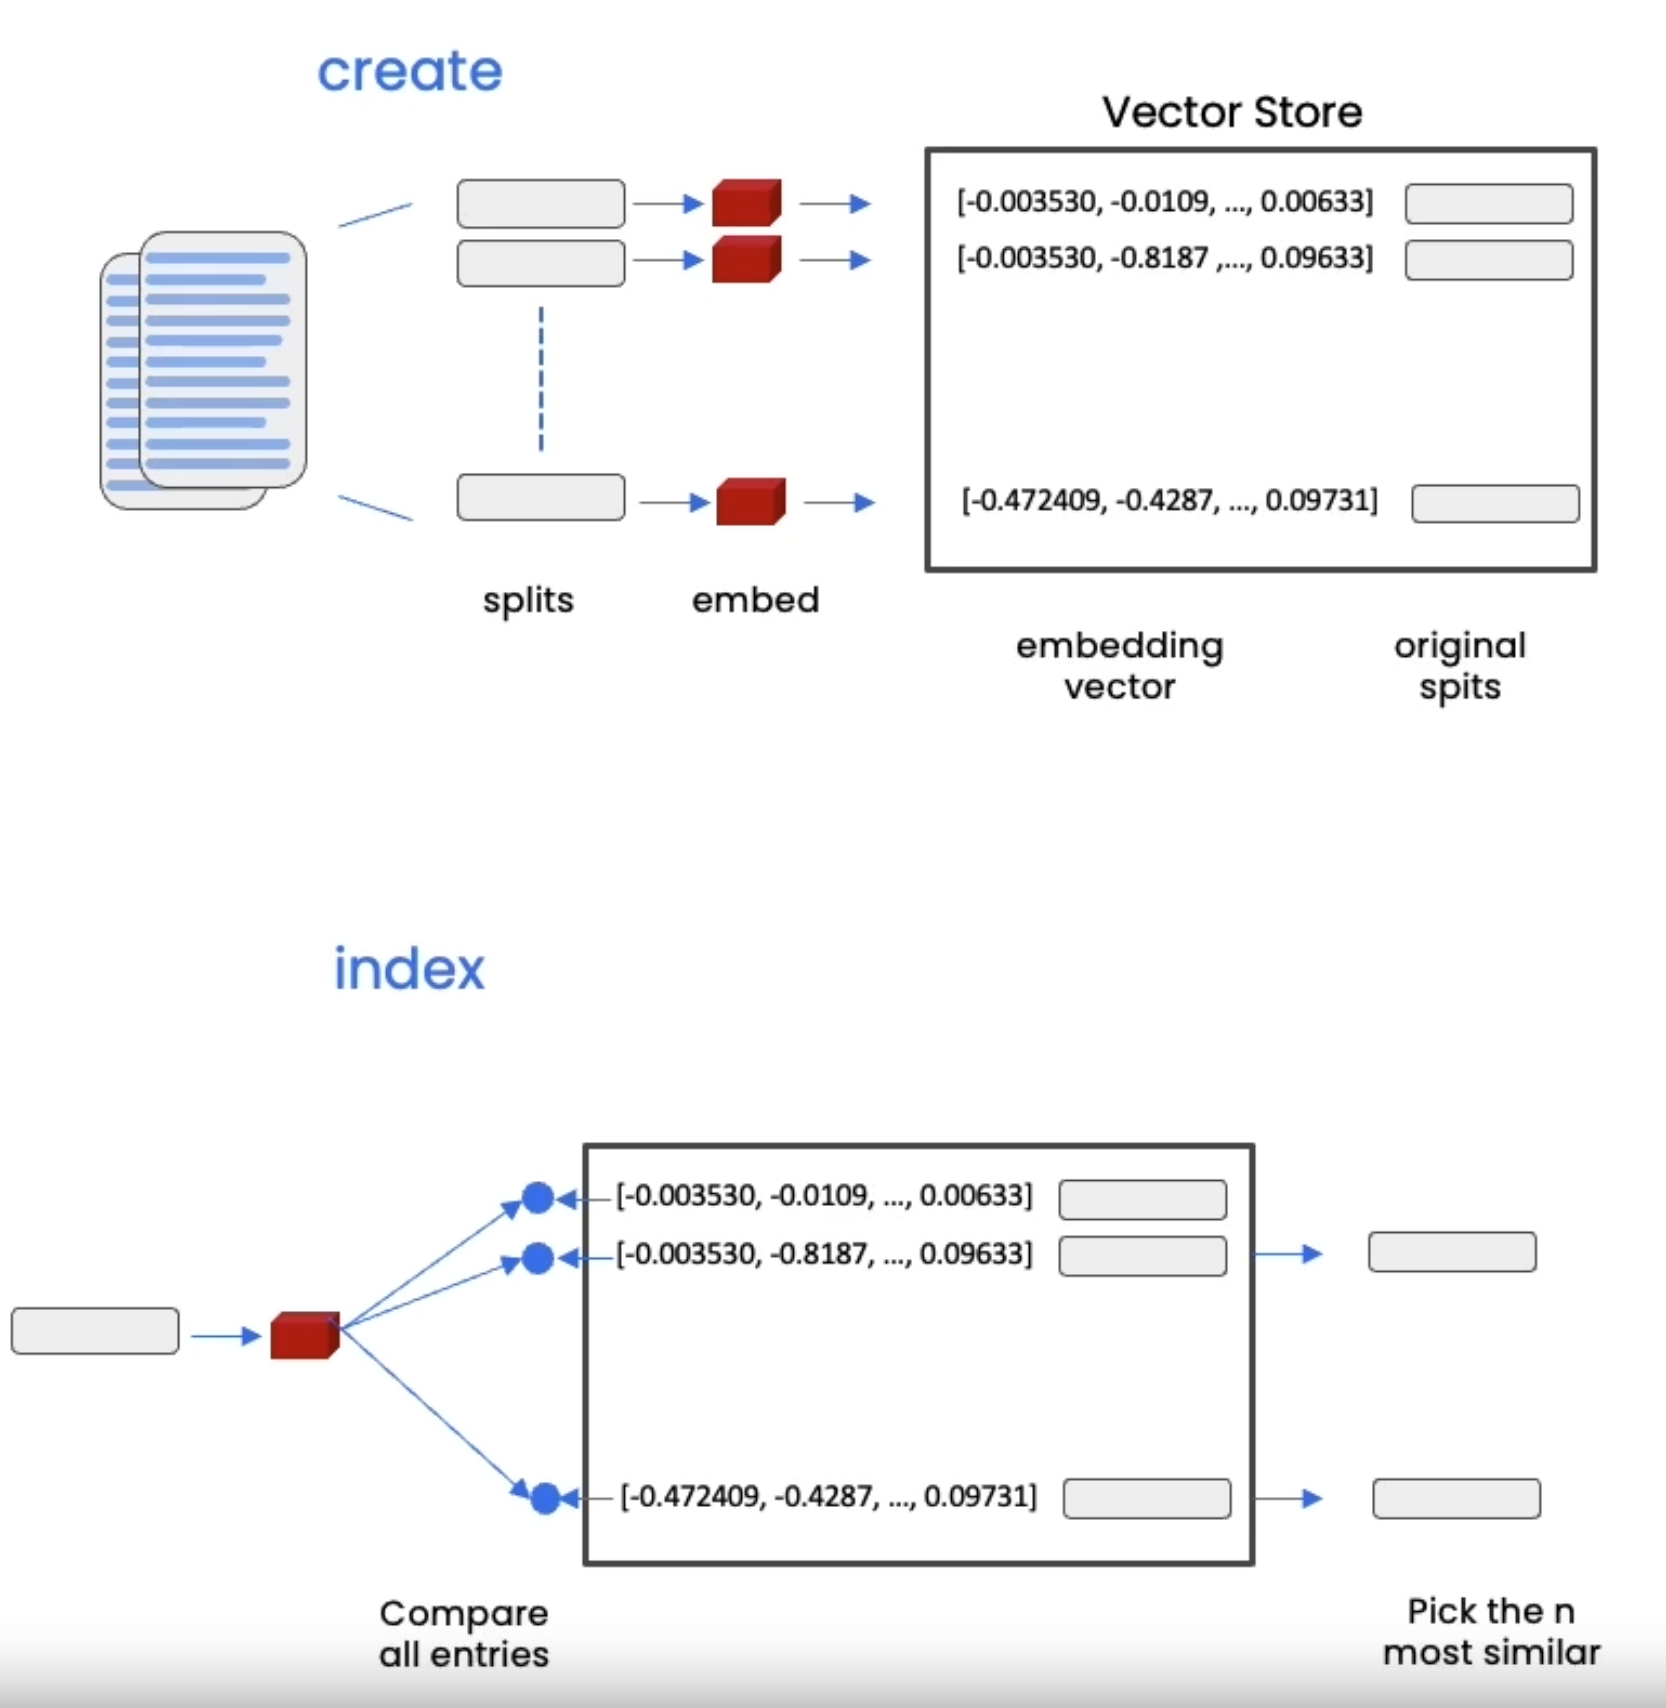 create
Vector Store
[-0.003530, -0.0109, ..., 0.00633]
[-0.003530, -0.8187 ,..., 0.09633]
[-0.472409, -0.4287, ..., 0.09731]
splits
embed
embedding
vector
original
spits
index
[-0.003530, -0.0109, ..., 0.00633]
[-0.003530, -0.8187, ..., 0.09633]
[-0.472409, -0.4287, ..., 0.09731]
Compare
all entries
Pick the n
most similar